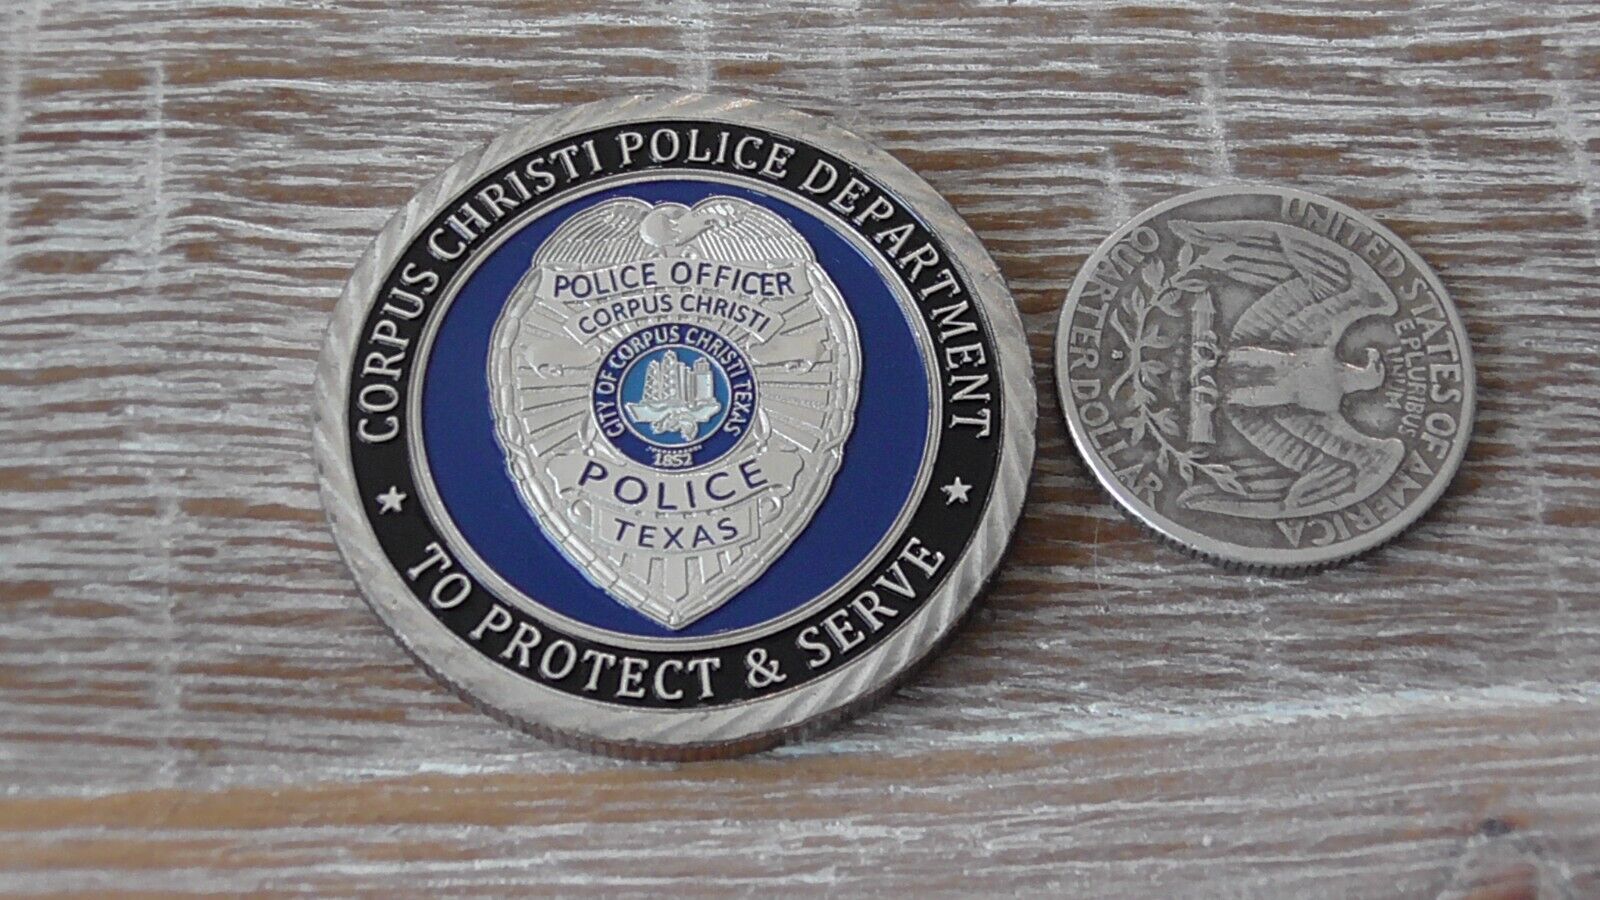 CORPUS CHRISTI POLICE DEPARTMENT
POLICE OFFICER
CORPUS CHRISTI
CITY OF CORPUS CHRISTI TEXAS
1852
POLICE
TEXAS
★ TO PROTECT & SERVE ★
UNITED STATES OF AMERICA
E PLURIBUS
UNUM
QUARTER DOLLAR